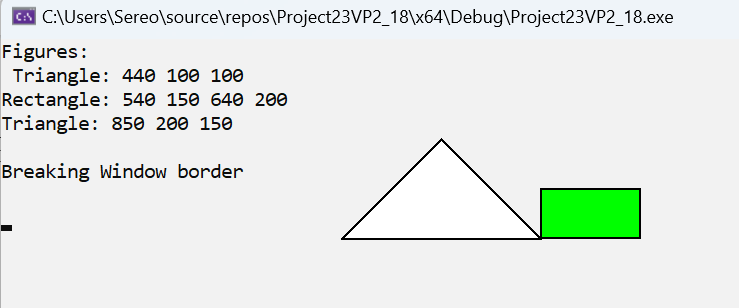 C:\Users\Sereo\source\repos\Project23VP2_18\x64\Debug\Project23VP2_18.exe
Figures:
Triangle: 440 100 100
Rectangle: 540 150 640 200
Triangle: 850 200 150
Breaking Window border